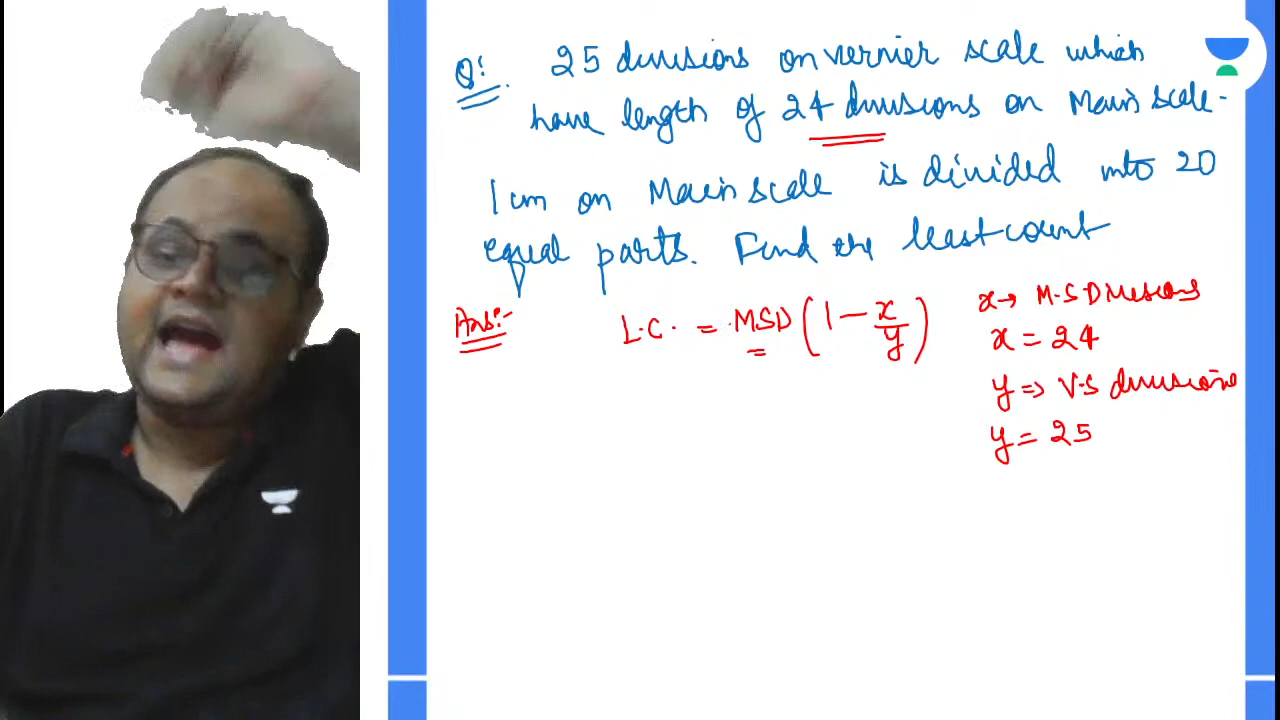 Q:. 25 divisions on vernier scale which
have length of 24 divisions on Main scale.
1 cm on Main scale is divided into 20
equal parts. Find the least count
Ans:- L.C. = MSD (1 - x/y)
x → M.S Divisions
x = 24
y => V.S divisions
y = 25